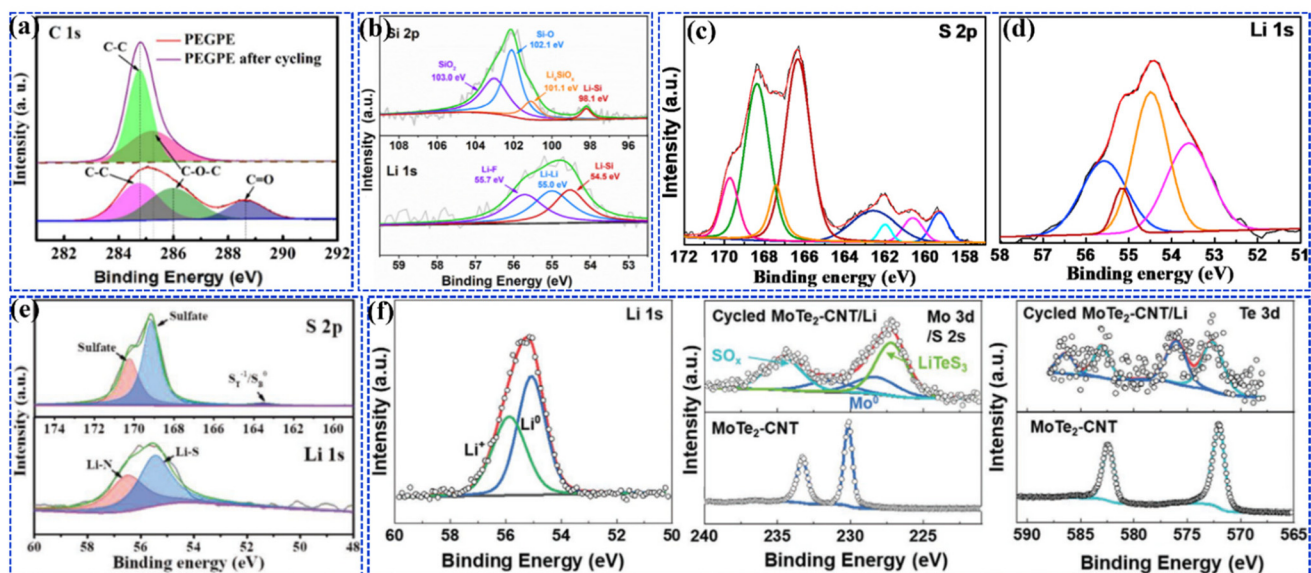 (a)
C 1s
PEGPE
PEGPE after cycling
C-C
C-C
C-O-C
C=O
Intensity (a. u.)
282 284 286 288 290 292
Binding Energy (eV)
(b)
Si 2p
Si-O
102.1 eV
SiO2
103.0 eV
LixSiOx
101.1 eV
Li-Si
98.1 eV
108 106 104 102 100 98 96
Li 1s
Li-F
55.7 eV
Li-Li
55.0 eV
Li-Si
54.5 eV
Intensity (a.u.)
59 58 57 56 55 54 53
Binding Energy (eV)
(c)
S 2p
Intensity (a.u.)
172 170 168 166 164 162 160 158
Binding energy (eV)
(d)
Li 1s
58 57 56 55 54 53 52 51
Binding energy (eV)
(e)
S 2p
Sulfate
Sulfate
ST-1/SB0
174 172 170 168 166 164 162 160
Li 1s
Li-N
Li-S
Intensity (a.u.)
60 58 56 54 52 50 48
Binding energy (eV)
(f)
Li 1s
Li+
Li0
Intensity (a.u.)
60 58 56 54 52 50
Binding Energy (eV)
Cycled MoTe2-CNT/Li
Mo 3d
/S 2s
SOx
LiTeS3
Mo0
MoTe2-CNT
Intensity (a.u.)
240 235 230 225
Binding Energy (eV)
Cycled MoTe2-CNT/Li
Te 3d
MoTe2-CNT
Intensity (a.u.)
590 585 580 575 570 565
Binding Energy (eV)